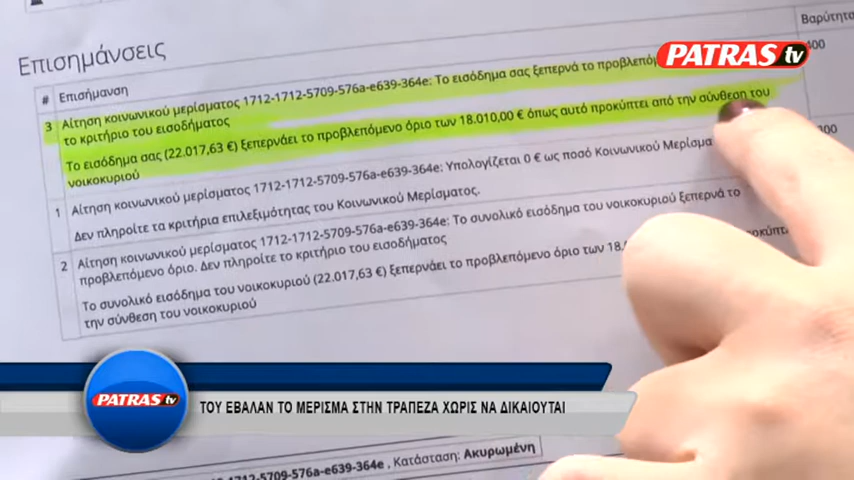 Επισημάνσεις
Βαρύτητα
PATRAS tv
# Επισήμανση
3 Αίτηση κοινωνικού μερίσματος 1712-1712-5709-576a-e639-364e: Το εισόδημα σας ξεπερνά το
το κριτήριο του εισοδήματος
Το εισόδημα σας (22.017,63 €) ξεπερνάει το προβλεπόμενο όριο των 18.010,00 € όπως αυτό προκύπτει από την σύνθεση του
νοικοκυριού
1 Αίτηση κοινωνικού μερίσματος 1712-1712-5709-576a-e639-364e: Υπολογίζεται 0 € ως ποσό Κοινωνικού Μερίσμα
Δεν πληροίτε τα κριτήρια επιλεξιμότητας του Κοινωνικού Μερίσματος.
2 Αίτηση κοινωνικού μερίσματος 1712-1712-5709-576a-e639-364e: Το συνολικό εισόδημα του νοικοκυριού ξεπερνά το
προβλεπόμενο όριο. Δεν πληροίτε το κριτήριο του εισοδήματος
Το συνολικό εισόδημα του νοικοκυριού (22.017,63 €) ξεπερνάει το προβλεπόμενο όριο των
την σύνθεση του νοικοκυριού
PATRAS tv
ΤΟΥ ΕΒΑΛΑΝ ΤΟ ΜΕΡΙΣΜΑ ΣΤΗΝ ΤΡΑΠΕΖΑ ΧΩΡΙΣ ΝΑ ΔΙΚΑΙΟΥΤΑΙ
-5709-576a-e639-364e , Κατάσταση: Ακυρωμένη